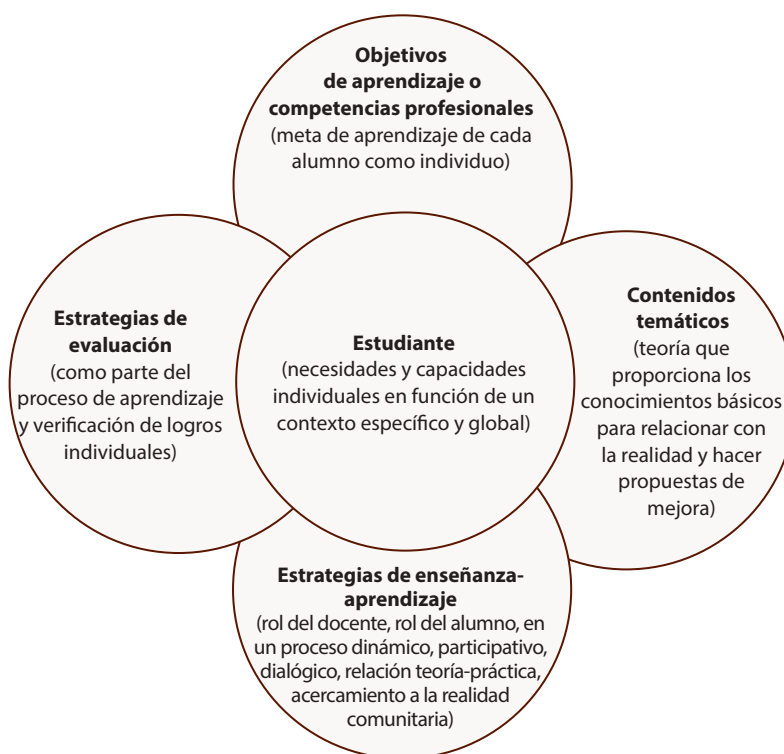 Objetivos
de aprendizaje o
competencias profesionales
(meta de aprendizaje de cada
alumno como individuo)
Estrategias de
evaluación
(como parte del
proceso de aprendizaje
y verificación de logros
individuales)
Estudiante
(necesidades y capacidades
individuales en función de un
contexto específico y global)
Contenidos
temáticos
(teoría que
proporciona los
conocimientos básicos
para relacionar con
la realidad y hacer
propuestas de
mejora)
Estrategias de enseñanza-
aprendizaje
(rol del docente, rol del alumno, en
un proceso dinámico, participativo,
dialógico, relación teoría-práctica,
acercamiento a la realidad
comunitaria)